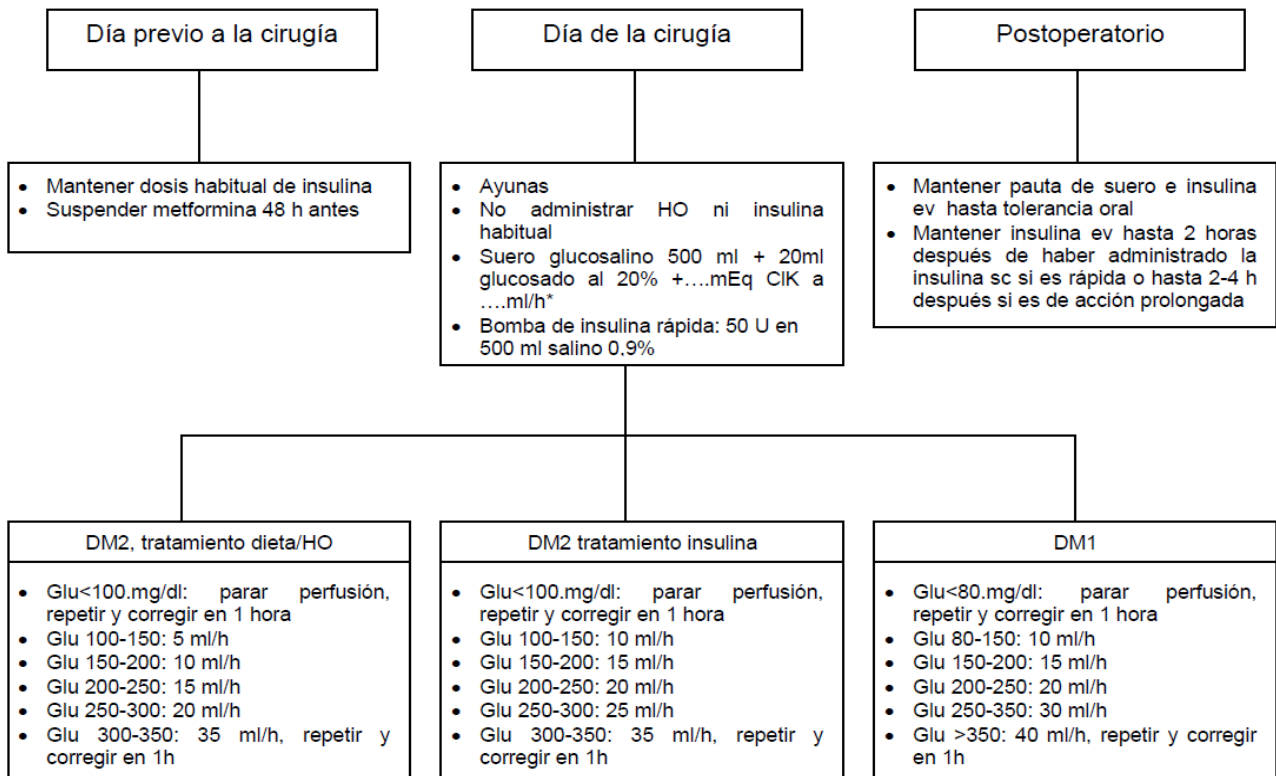 Día previo a la cirugía
Día de la cirugía
Postoperatorio
• Mantener dosis habitual de insulina
• Suspender metformina 48 h antes
• Ayunas
• No administrar HO ni insulina
habitual
• Suero glucosalino 500 ml + 20ml
glucosado al 20% +....mEq ClK a
....ml/h*
• Bomba de insulina rápida: 50 U en
500 ml salino 0,9%
• Mantener pauta de suero e insulina
ev hasta tolerancia oral
• Mantener insulina ev hasta 2 horas
después de haber administrado la
insulina sc si es rápida o hasta 2-4 h
después si es de acción prolongada
DM2, tratamiento dieta/HO
• Glu<100.mg/dl: parar perfusión,
repetir y corregir en 1 hora
• Glu 100-150: 5 ml/h
• Glu 150-200: 10 ml/h
• Glu 200-250: 15 ml/h
• Glu 250-300: 20 ml/h
• Glu 300-350: 35 ml/h, repetir y
corregir en 1h
DM2 tratamiento insulina
• Glu<100.mg/dl: parar perfusión,
repetir y corregir en 1 hora
• Glu 100-150: 10 ml/h
• Glu 150-200: 15 ml/h
• Glu 200-250: 20 ml/h
• Glu 250-300: 25 ml/h
• Glu 300-350: 35 ml/h, repetir y
corregir en 1h
DM1
• Glu<80.mg/dl: parar perfusión,
repetir y corregir en 1 hora
• Glu 80-150: 10 ml/h
• Glu 150-200: 15 ml/h
• Glu 200-250: 20 ml/h
• Glu 250-350: 30 ml/h
• Glu >350: 40 ml/h, repetir y corregir
en 1h